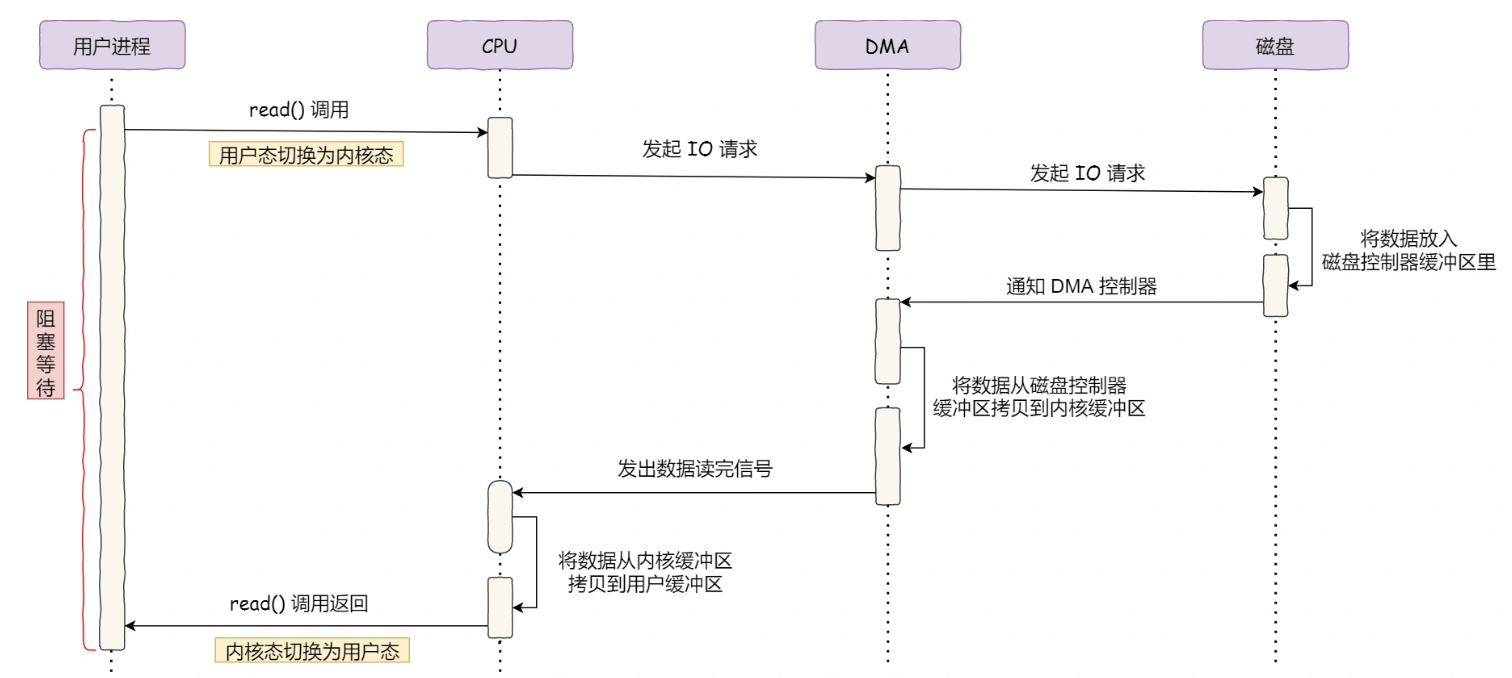 用户进程
CPU
DMA
磁盘
read() 调用
用户态切换为内核态
发起 IO 请求
发起 IO 请求
将数据放入
磁盘控制器缓冲区里
通知 DMA 控制器
阻
塞
等
待
将数据从磁盘控制器
缓冲区拷贝到内核缓冲区
发出数据读完信号
将数据从内核缓冲区
拷贝到用户缓冲区
read() 调用返回
内核态切换为用户态